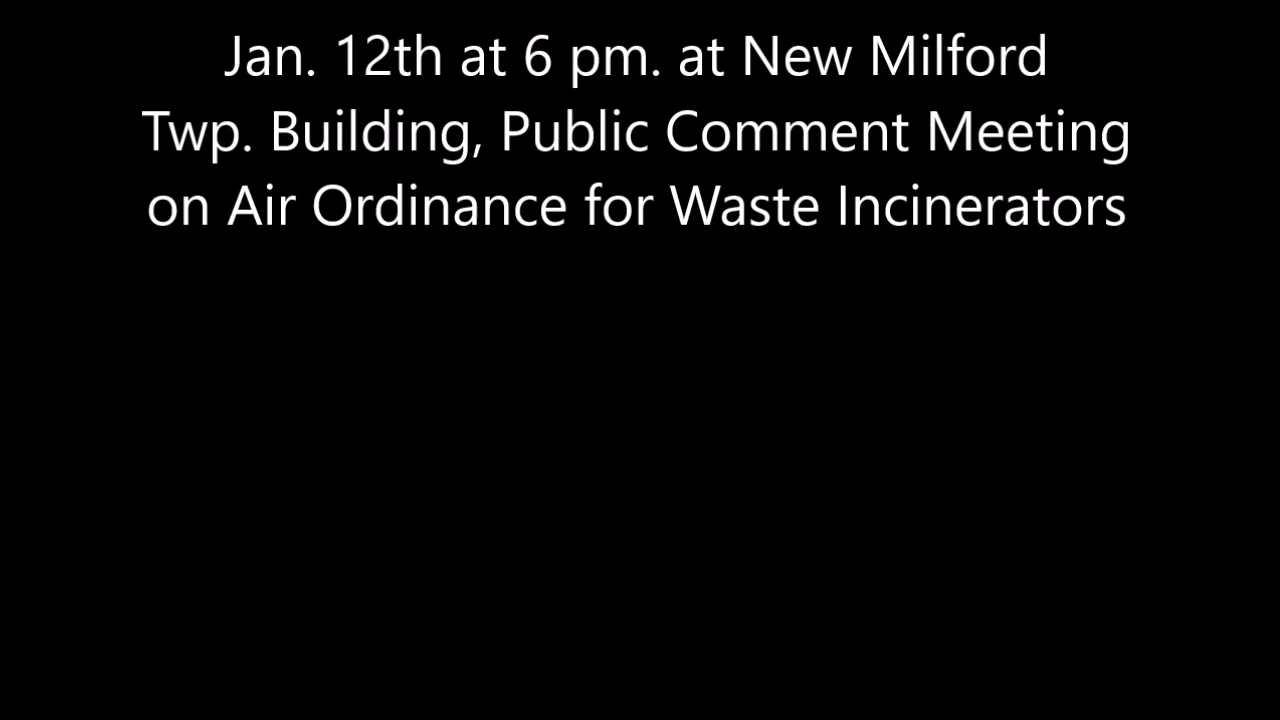 Jan. 12th at 6 pm. at New Milford
Twp. Building, Public Comment Meeting
on Air Ordinance for Waste Incinerators